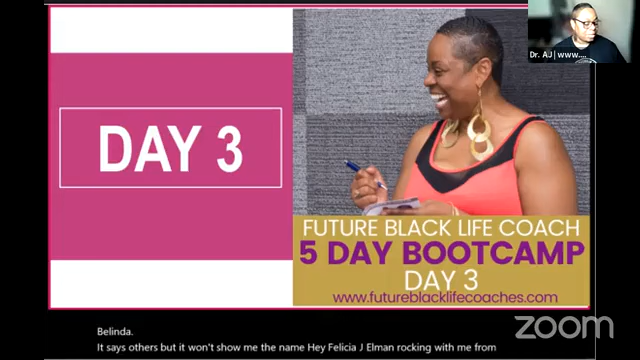 Dr. AJ | www....
DAY 3
FUTURE BLACK LIFE COACH
5 DAY BOOTCAMP
DAY 3
www.futureblacklifecoaches.com
zoom
Belinda.
It says others but it won't show me the name Hey Felicia J Elman rocking with me from